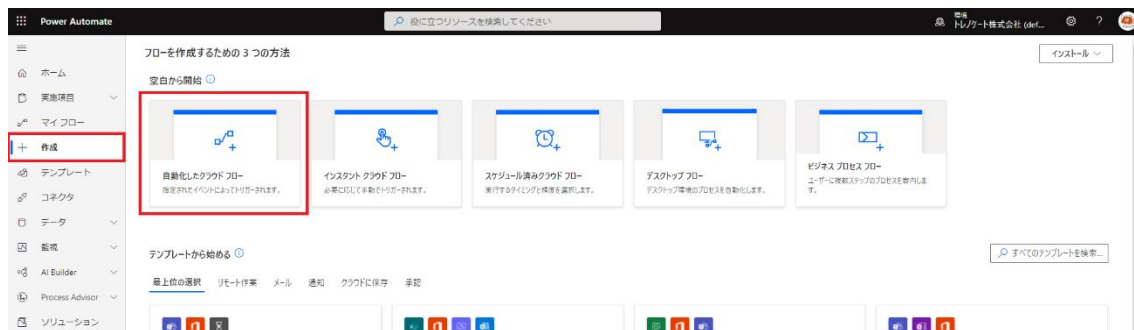 Power Automate
役に立つリソースを検索してください
環境
トレノケート株式会社 (def...
?
フローを作成するための 3 つの方法
インストール
ホーム
空白から開始
実施項目
マイ フロー
作成
テンプレート
コネクタ
データ
監視
AI Builder
Process Advisor
ソリューション
自動化したクラウド フロー
指定されたイベントによってトリガーされます。
インスタント クラウド フロー
必要に応じて手動でトリガーされます。
スケジュール済みクラウド フロー
実行するタイミングと頻度を選択します。
デスクトップ フロー
デスクトップ環境のプロセスを自動化します。
ビジネス プロセス フロー
ユーザーに複数ステップのプロセスを案内しま
す。
テンプレートから始める
すべてのテンプレートを検索...
最上位の選択 リモート作業 メール 通知 クラウドに保存 承認